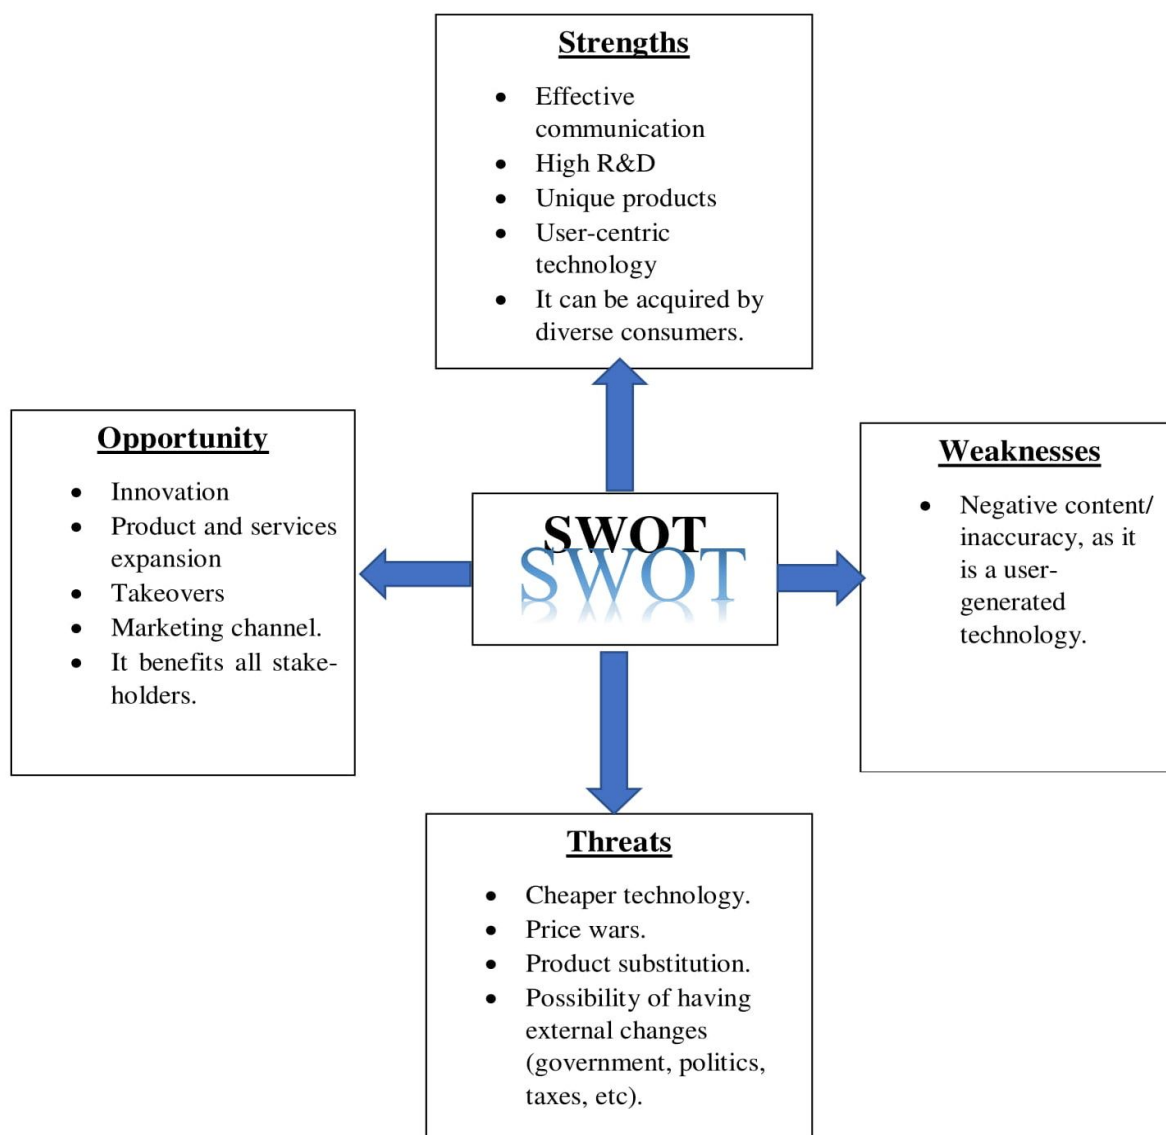 Strengths
• Effective
communication
• High R&D
• Unique products
• User-centric
technology
• It can be acquired by
diverse consumers.
Opportunity
• Innovation
• Product and services
expansion
• Takeovers
• Marketing channel.
• It benefits all stake-
holders.
SWOT
SWOT
Weaknesses
• Negative content/
inaccuracy, as it
is a user-
generated
technology.
Threats
• Cheaper technology.
• Price wars.
• Product substitution.
• Possibility of having
external changes
(government, politics,
taxes, etc).